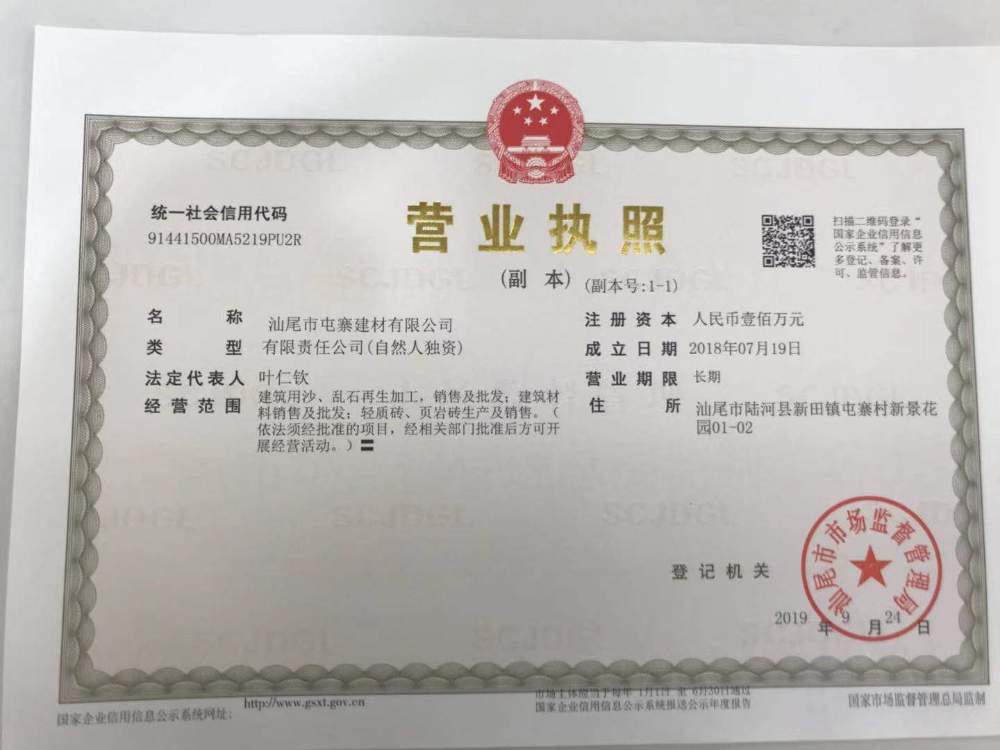 统一社会信用代码
91441500MA5219PU2R
营业执照
(副 本) (副本号:1-1)
扫描二维码登录“
国家企业信用信息
公示系统”了解更
多登记、备案、许
可、监管信息。
名称 汕尾市屯寨建材有限公司
类型 有限责任公司(自然人独资)
法定代表人 叶仁钦
经营范围 建筑用沙、乱石再生加工，销售及批发；建筑材
料销售及批发；轻质砖、页岩砖生产及销售。（
依法须经批准的项目，经相关部门批准后方可开
展经营活动。）〓
注册资本 人民币壹佰万元
成立日期 2018年07月19日
营业期限 长期
住所 汕尾市陆河县新田镇屯寨村新景花
园01-02
登记机关
汕尾市市场监督管理局
2019 年 9 月 24 日
国家企业信用信息公示系统网址：
http://www.gsxt.gov.cn
市场主体应当于每年 1月1日 至 6月30日通过
国家企业信用信息公示系统报送公示年度报告
国家市场监督管理总局监制
SCJDGL